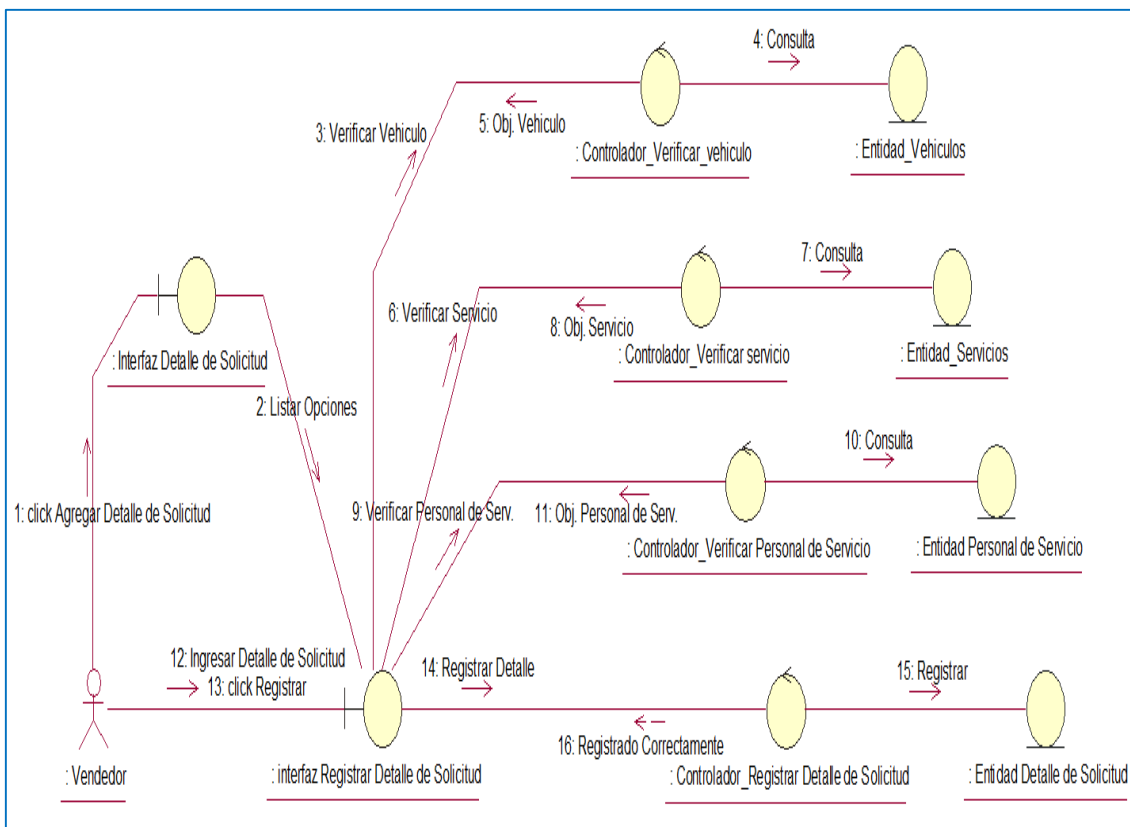 4: Consulta
3: Verificar Vehiculo
5: Obj. Vehiculo
: Controlador_Verificar_vehiculo
: Entidad_Vehiculos
7: Consulta
6: Verificar Servicio
8: Obj. Servicio
: Interfaz Detalle de Solicitud
: Controlador_Verificar servicio
: Entidad_Servicios
2: Listar Opciones
10: Consulta
1: click Agregar Detalle de Solicitud
9: Verificar Personal de Serv.
11: Obj. Personal de Serv.
: Controlador_Verificar Personal de Servicio
: Entidad Personal de Servicio
12: Ingresar Detalle de Solicitud
13: click Registrar
14: Registrar Detalle
15: Registrar
16: Registrado Correctamente
: Vendedor
: interfaz Registrar Detalle de Solicitud
: Controlador_Registrar Detalle de Solicitud
: Entidad Detalle de Solicitud